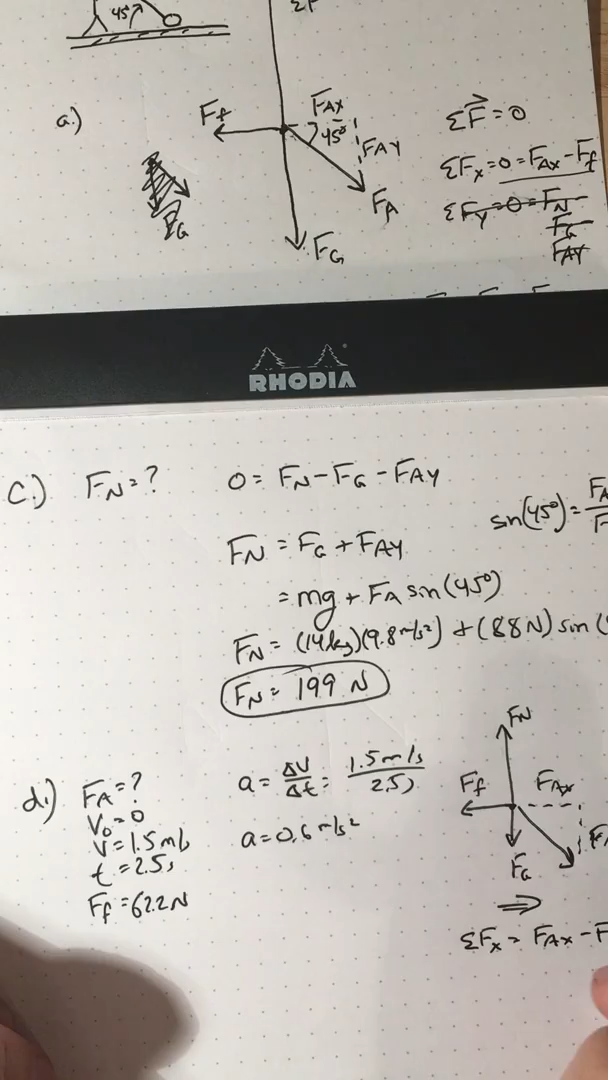 ΣF
45°
a.)
Ff
FAX
45°
FAY
FA
FG
FG
ΣF = 0
ΣFx = 0 = FAx - Ff
ΣFy = 0 = FN -
FG -
FAY
RHODIA
c.) FN = ? 0 = FN - FG - FAY
sin(45°) = FA
FN = FG + FAY
= mg + FA sin(45°)
FN = (14kg)(9.8 m/s²) + (88N) sin(
FN = 199 N
d.) FA = ?
V₀ = 0
V = 1.5 m/s
t = 2.5s
Ff = 62.2N
a = ΔV/Δt = 1.5 m/s / 2.5s
a = 0.6 m/s²
FN
Ff
FAx
FG
ΣFx = FAx - F